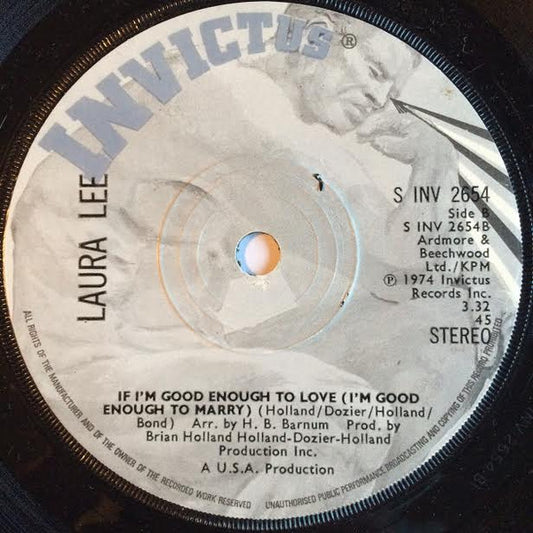 INVICTUS®
LAURA LEE
S INV 2654
Side B
S INV 2654B
Ardmore &
Beechwood
Ltd./KPM
Ⓟ 1974 Invictus
Records Inc.
3.32
45
STEREO
IF I'M GOOD ENOUGH TO LOVE (I'M GOOD
ENOUGH TO MARRY) (Holland/Dozier/Holland/
Bond) Arr. by H. B. Barnum Prod. by
Brian Holland Holland-Dozier-Holland
Production Inc.
A U.S.A. Production
ALL RIGHTS OF THE MANUFACTURER AND OF THE OWNER OF THE RECORDED WORK RESERVED
UNAUTHORISED PUBLIC PERFORMANCE BROADCASTING AND COPYING OF THIS RECORD PROHIBITED